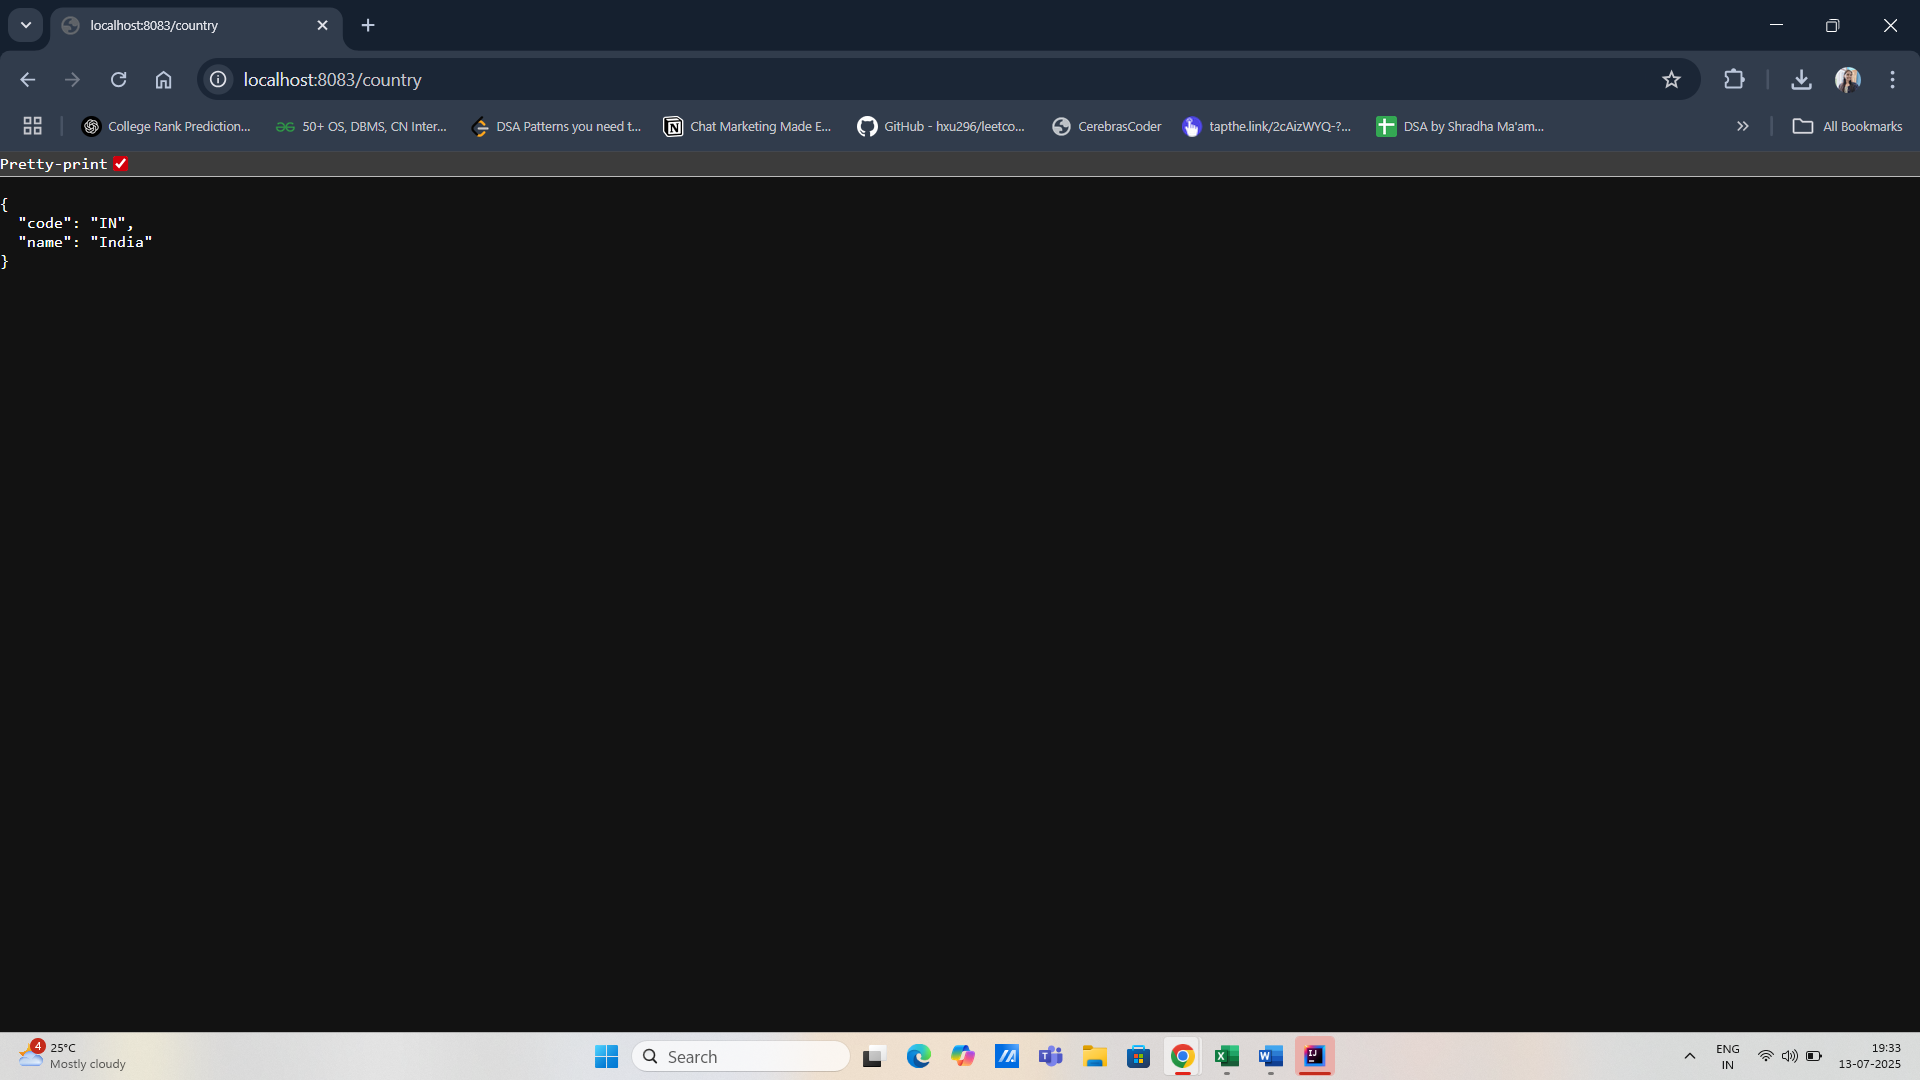 localhost:8083/country
localhost:8083/country
College Rank Prediction...
50+ OS, DBMS, CN Inter...
DSA Patterns you need t...
Chat Marketing Made E...
GitHub - hxu296/leetco...
CerebrasCoder
tapthe.link/2cAizWYQ-?...
DSA by Shradha Ma'am...
All Bookmarks
Pretty-print
{
"code": "IN",
"name": "India"
}
4
25°C
Mostly cloudy
Search
ENG
IN
19:33
13-07-2025